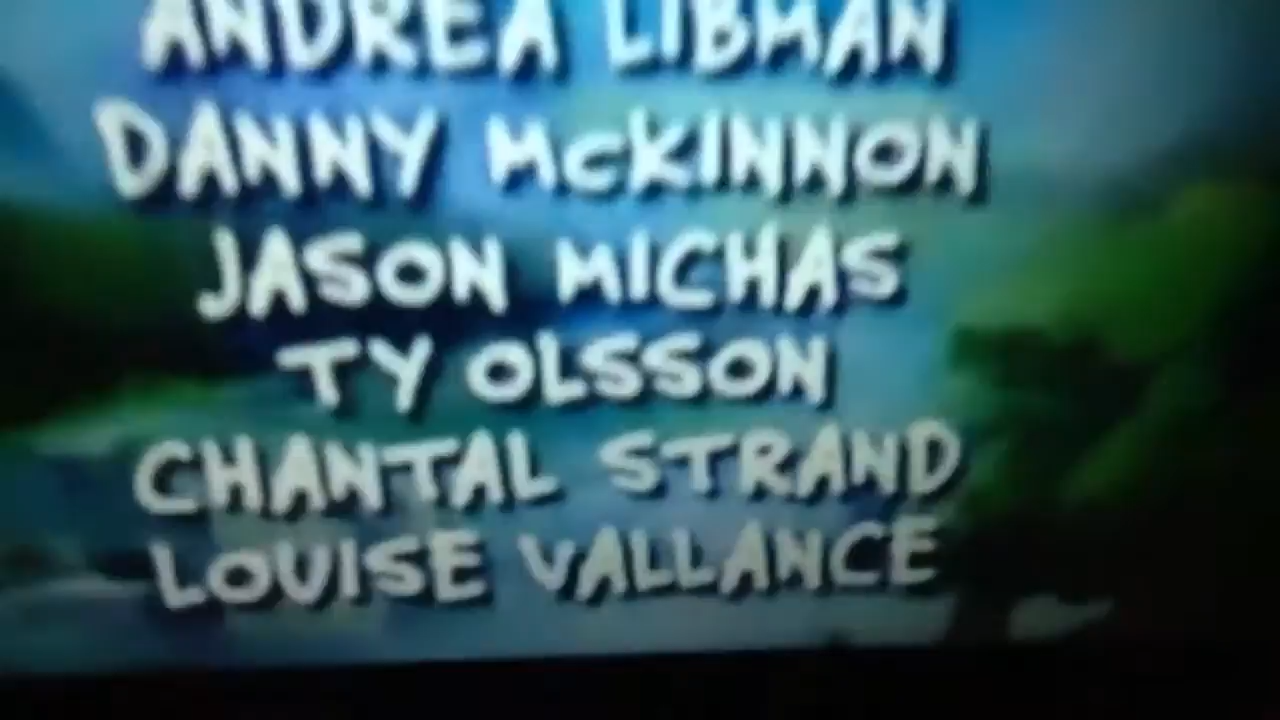 ANDREA LIBMAN
DANNY McKINNON
JASON MICHAS
TY OLSSON
CHANTAL STRAND
LOUISE VALLANCE